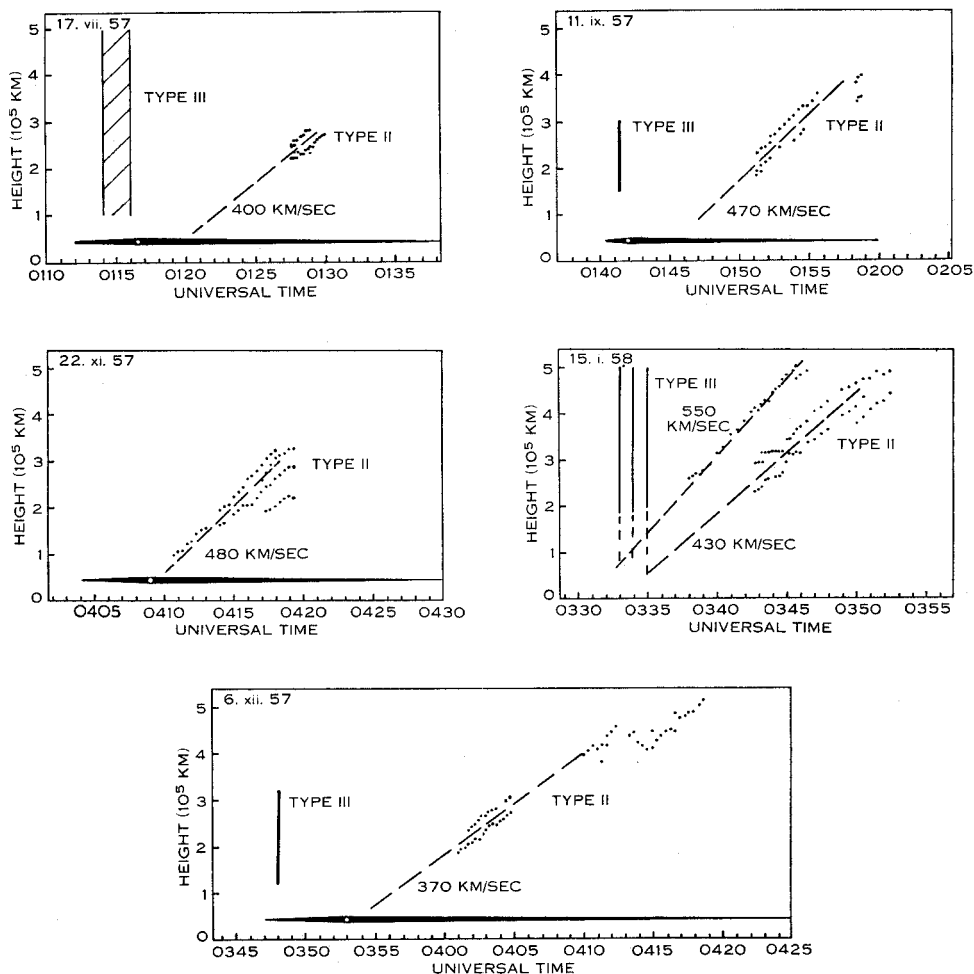 17. vii. 57
HEIGHT (10⁵ KM)
5
4
3
2
1
0
TYPE III
TYPE II
400 KM/SEC
0110 0115 0120 0125 0130 0135
UNIVERSAL TIME
11. ix. 57
HEIGHT (10⁵ KM)
5
4
3
2
1
0
TYPE III
TYPE II
470 KM/SEC
0140 0145 0150 0155 0200 0205
UNIVERSAL TIME
22. xi. 57
HEIGHT (10⁵ KM)
5
4
3
2
1
0
TYPE II
480 KM/SEC
0405 0410 0415 0420 0425 0430
UNIVERSAL TIME
15. i. 58
HEIGHT (10⁵ KM)
5
4
3
2
1
0
TYPE III
550
KM/SEC
TYPE II
430 KM/SEC
0330 0335 0340 0345 0350 0355
UNIVERSAL TIME
6. xii. 57
HEIGHT (10⁵ KM)
5
4
3
2
1
0
TYPE III
TYPE II
370 KM/SEC
0345 0350 0355 0400 0405 0410 0415 0420 0425
UNIVERSAL TIME